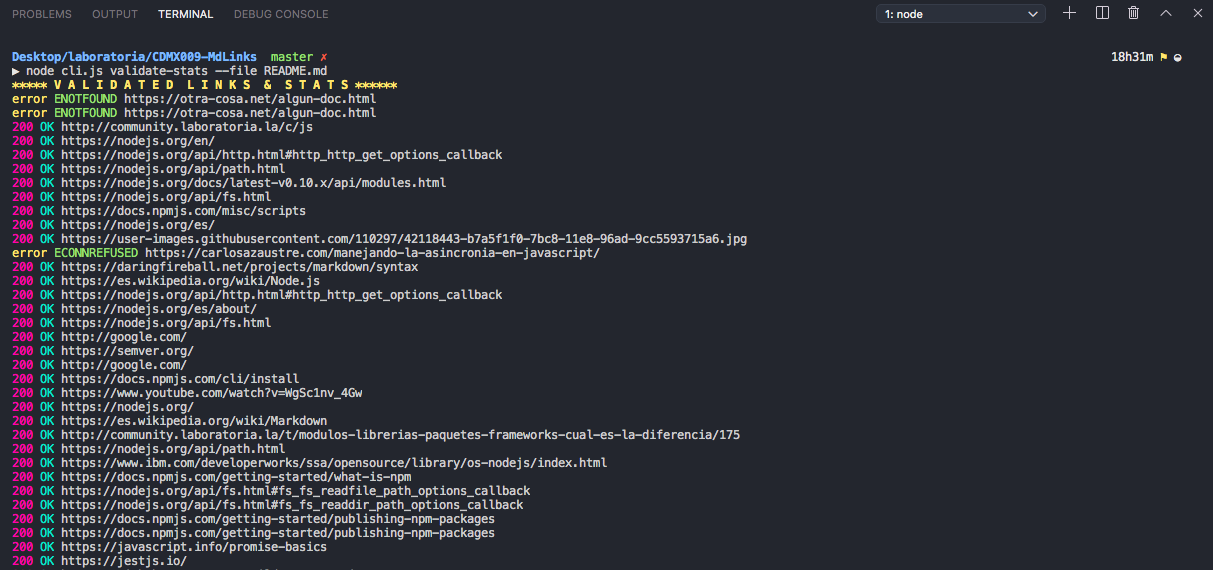 PROBLEMS OUTPUT TERMINAL DEBUG CONSOLE 1: node
Desktop/laboratoria/CDMX009-MdLinks master ✗ 18h31m
▶ node cli.js validate-stats --file README.md
***** V A L I D A T E D  L I N K S  &  S T A T S ******
error ENOTFOUND https://otra-cosa.net/algun-doc.html
error ENOTFOUND https://otra-cosa.net/algun-doc.html
200 OK http://community.laboratoria.la/c/js
200 OK https://nodejs.org/en/
200 OK https://nodejs.org/api/http.html#http_http_get_options_callback
200 OK https://nodejs.org/api/path.html
200 OK https://nodejs.org/docs/latest-v0.10.x/api/modules.html
200 OK https://nodejs.org/api/fs.html
200 OK https://docs.npmjs.com/misc/scripts
200 OK https://nodejs.org/es/
200 OK https://user-images.githubusercontent.com/110297/42118443-b7a5f1f0-7bc8-11e8-96ad-9cc5593715a6.jpg
error ECONNREFUSED https://carlosazaustre.com/manejando-la-asincronia-en-javascript/
200 OK https://daringfireball.net/projects/markdown/syntax
200 OK https://es.wikipedia.org/wiki/Node.js
200 OK https://nodejs.org/api/http.html#http_http_get_options_callback
200 OK https://nodejs.org/es/about/
200 OK https://nodejs.org/api/fs.html
200 OK http://google.com/
200 OK https://semver.org/
200 OK http://google.com/
200 OK https://docs.npmjs.com/cli/install
200 OK https://www.youtube.com/watch?v=WgSc1nv_4Gw
200 OK https://nodejs.org/
200 OK https://es.wikipedia.org/wiki/Markdown
200 OK http://community.laboratoria.la/t/modulos-librerias-paquetes-frameworks-cual-es-la-diferencia/175
200 OK https://nodejs.org/api/path.html
200 OK https://www.ibm.com/developerworks/ssa/opensource/library/os-nodejs/index.html
200 OK https://docs.npmjs.com/getting-started/what-is-npm
200 OK https://nodejs.org/api/fs.html#fs_fs_readfile_path_options_callback
200 OK https://nodejs.org/api/fs.html#fs_fs_readdir_path_options_callback
200 OK https://docs.npmjs.com/getting-started/publishing-npm-packages
200 OK https://docs.npmjs.com/getting-started/publishing-npm-packages
200 OK https://javascript.info/promise-basics
200 OK https://jestjs.io/